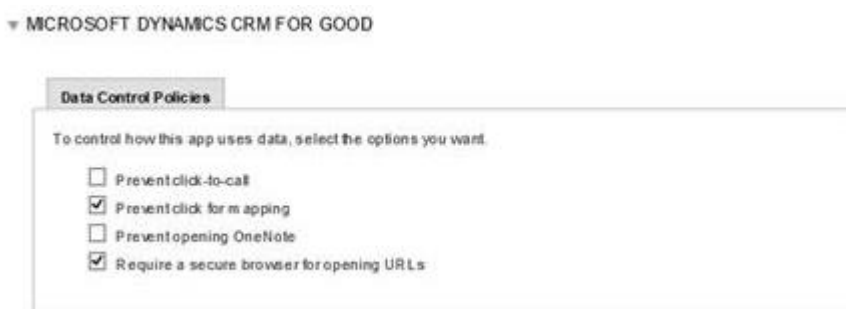 MICROSOFT DYNAMICS CRM FOR GOOD
Data Control Policies
To control how this app uses data, select the options you want.
Prevent click-to-call
Prevent click for mapping
Prevent opening OneNote
Require a secure browser for opening URLs